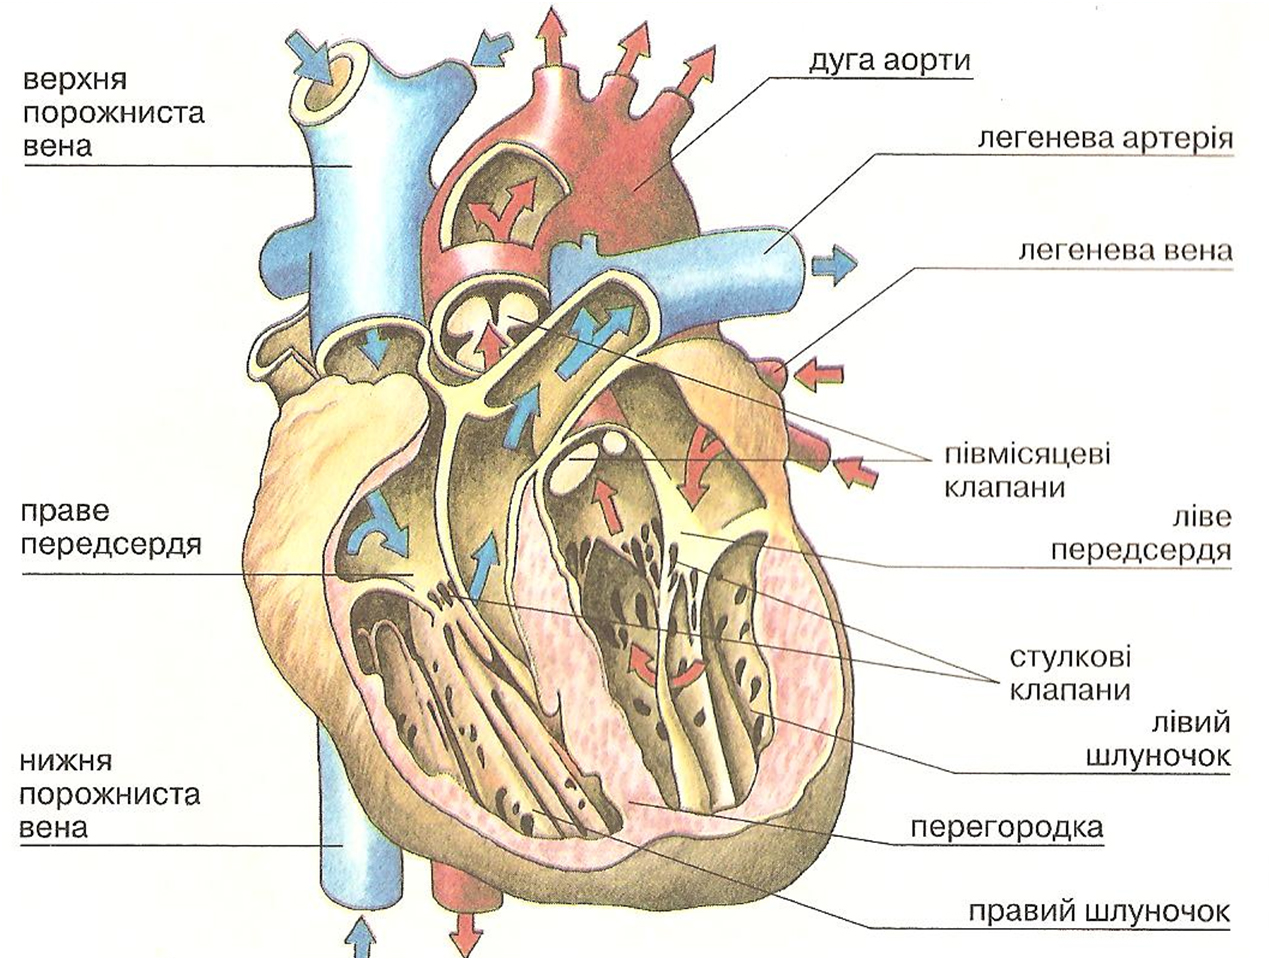 верхня
порожниста
вена
праве
передсердя
нижня
порожниста
вена
дуга аорти
легенева артерія
легенева вена
півмісяцеві
клапани
ліве
передсердя
стулкові
клапани
лівий
шлуночок
перегородка
правий шлуночок